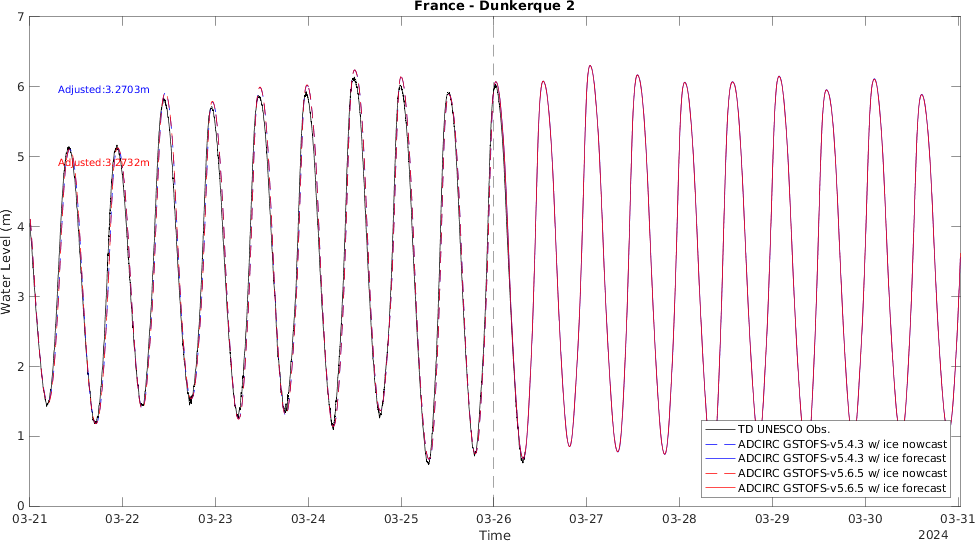 France - Dunkerque 2
7
6
5
4
3
2
1
0
Water Level (m)
Adjusted:3.2703m
Adjusted:3.2732m
TD UNESCO Obs.
ADCIRC GSTOFS-v5.4.3 w/ ice nowcast
ADCIRC GSTOFS-v5.4.3 w/ ice forecast
ADCIRC GSTOFS-v5.6.5 w/ ice nowcast
ADCIRC GSTOFS-v5.6.5 w/ ice forecast
03-21 03-22 03-23 03-24 03-25 03-26 03-27 03-28 03-29 03-30 03-31
Time
2024